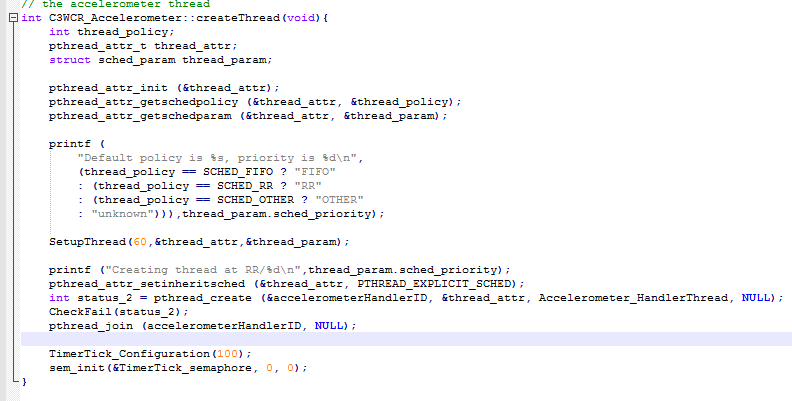 // the accelerometer thread
int C3WCR_Accelerometer::createThread(void){
    int thread_policy;
    pthread_attr_t thread_attr;
    struct sched_param thread_param;

    pthread_attr_init (&thread_attr);
    pthread_attr_getschedpolicy (&thread_attr, &thread_policy);
    pthread_attr_getschedparam (&thread_attr, &thread_param);

    printf (
        "Default policy is %s, priority is %d\n",
        (thread_policy == SCHED_FIFO ? "FIFO"
        : (thread_policy == SCHED_RR ? "RR"
        : (thread_policy == SCHED_OTHER ? "OTHER"
        : "unknown"))),thread_param.sched_priority);

    SetupThread(60,&thread_attr,&thread_param);

    printf ("Creating thread at RR/%d\n",thread_param.sched_priority);
    pthread_attr_setinheritsched (&thread_attr, PTHREAD_EXPLICIT_SCHED);
    int status_2 = pthread_create (&accelerometerHandlerID, &thread_attr, Accelerometer_HandlerThread, NULL);
    CheckFail(status_2);
    pthread_join (accelerometerHandlerID, NULL);

    TimerTick_Configuration(100);
    sem_init(&TimerTick_semaphore, 0, 0);
}